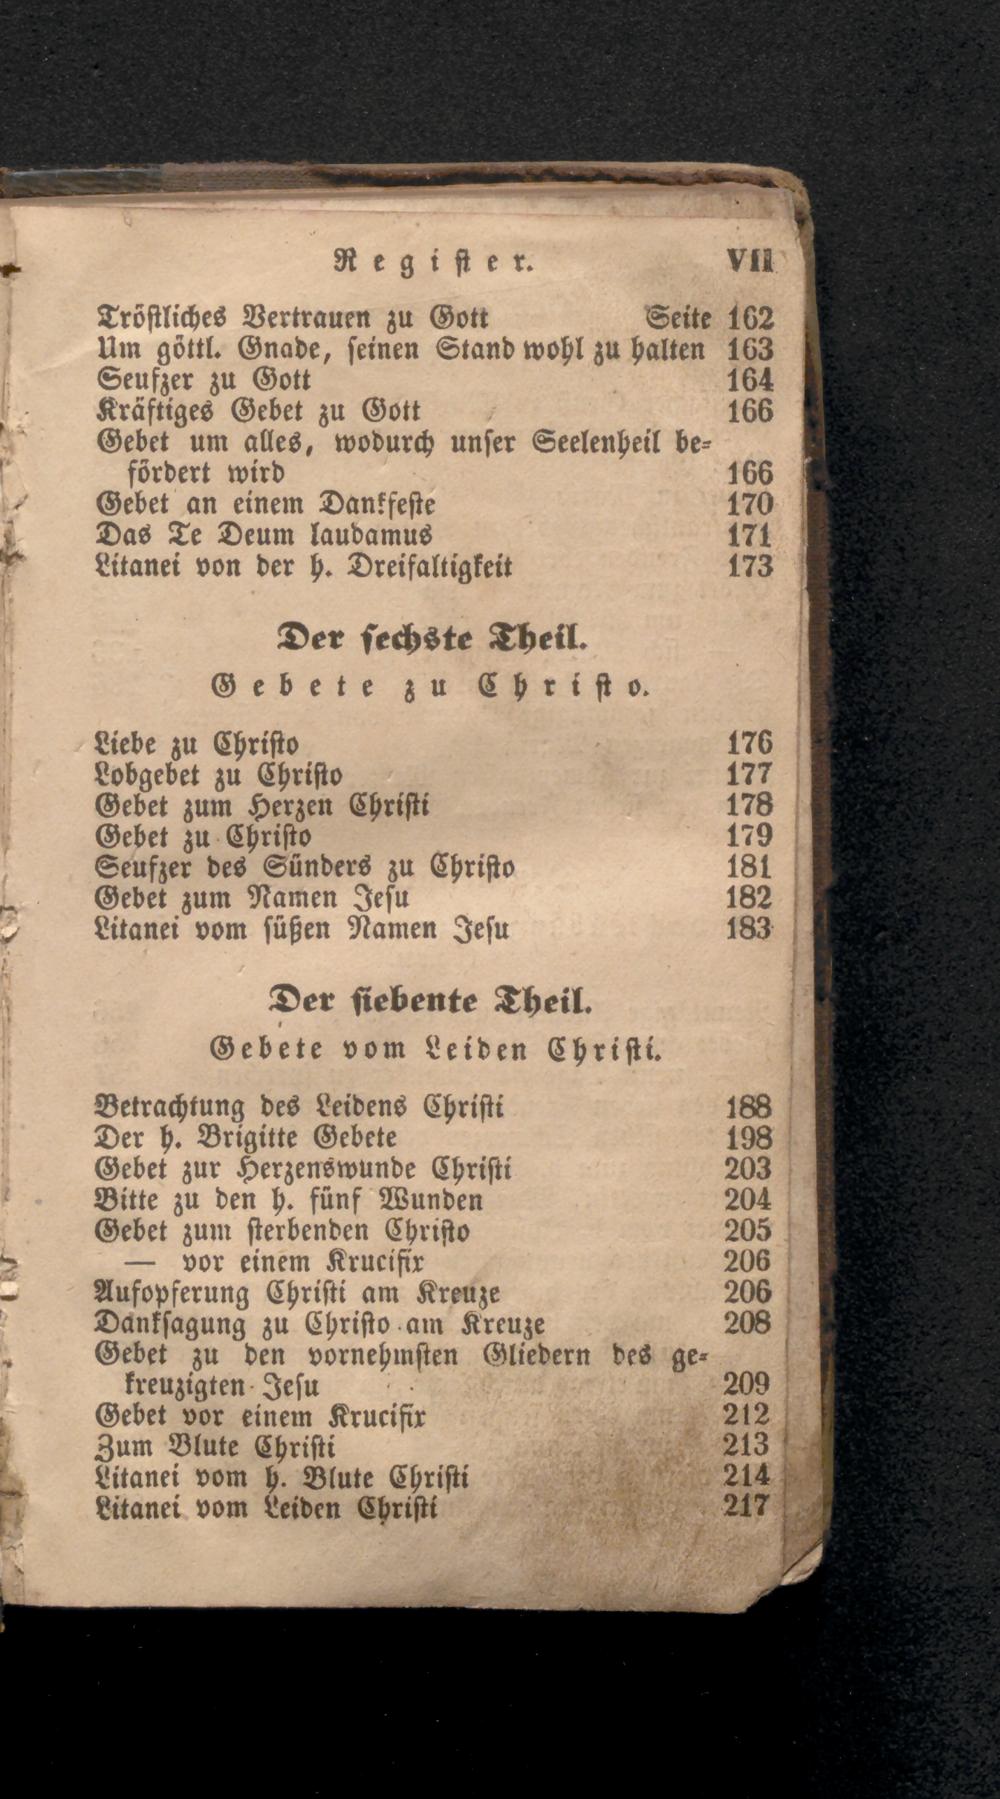 Register. VII
Tröstliches Vertrauen zu Gott Seite 162
Um göttl. Gnade, seinen Stand wohl zu halten 163
Seufzer zu Gott 164
Kräftiges Gebet zu Gott 166
Gebet um alles, wodurch unser Seelenheil be-
fördert wird 166
Gebet an einem Dankfeste 170
Das Te Deum laudamus 171
Litanei von der h. Dreifaltigkeit 173
Der sechste Theil.
Gebete zu Christo.
Liebe zu Christo 176
Lobgebet zu Christo 177
Gebet zum Herzen Christi 178
Gebet zu Christo 179
Seufzer des Sünders zu Christo 181
Gebet zum Namen Jesu 182
Litanei vom süßen Namen Jesu 183
Der siebente Theil.
Gebete vom Leiden Christi.
Betrachtung des Leidens Christi 188
Der h. Brigitte Gebete 198
Gebet zur Herzenswunde Christi 203
Bitte zu den h. fünf Wunden 204
Gebet zum sterbenden Christo 205
— vor einem Krucifix 206
Aufopferung Christi am Kreuze 206
Danksagung zu Christo am Kreuze 208
Gebet zu den vornehmsten Gliedern des ge-
kreuzigten Jesu 209
Gebet vor einem Krucifix 212
Zum Blute Christi 213
Litanei vom h. Blute Christi 214
Litanei vom Leiden Christi 217